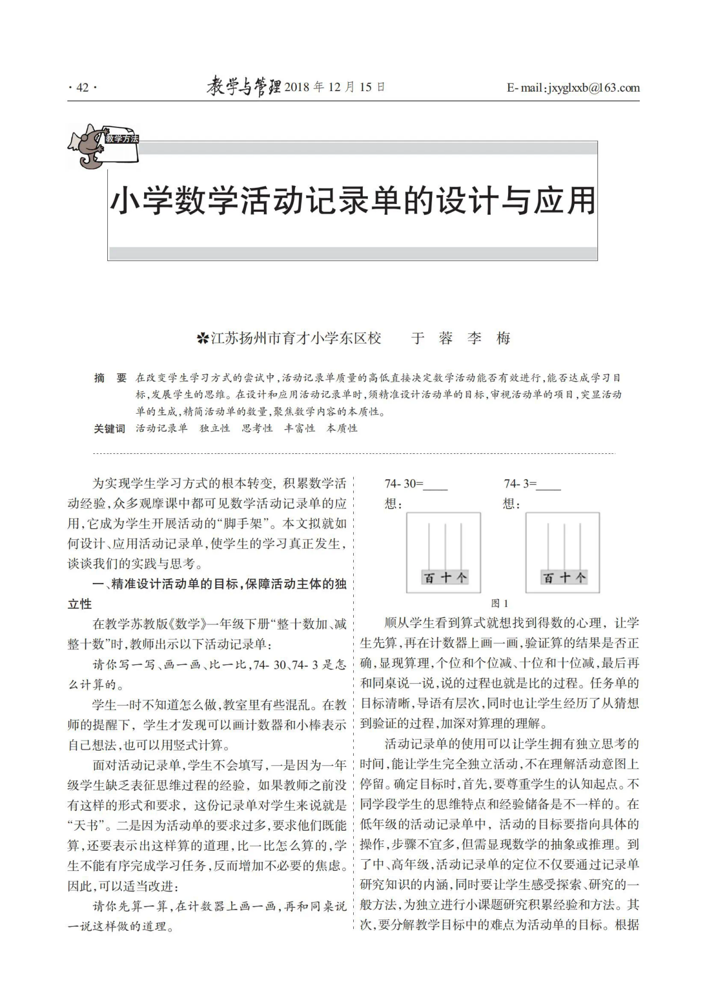 ·42·
教学与管理 2018 年 12 月 15 日
E-mail:jxyglxxb@163.com
教学方法
小学数学活动记录单的设计与应用
江苏扬州市育才小学东区校 于 蓉 李 梅
摘 要 在改变学生学习方式的尝试中,活动记录单质量的高低直接决定数学活动能否有效进行,能否达成学习目
标,发展学生的思维。在设计和应用活动记录单时,须精准设计活动单的目标,审视活动单的项目,突显活动
单的生成,精简活动单的数量,聚焦数学内容的本质性。
关键词 活动记录单 独立性 思考性 丰富性 本质性
为实现学生学习方式的根本转变, 积累数学活
动经验,众多观摩课中都可见数学活动记录单的应
用,它成为学生开展活动的“脚手架”。本文拟就如
何设计、应用活动记录单,使学生的学习真正发生,
谈谈我们的实践与思考。
一、精准设计活动单的目标,保障活动主体的独
立性
在教学苏教版《数学》一年级下册“整十数加、减
整十数”时,教师出示以下活动记录单:
请你写一写、画一画、比一比,74-30、74-3 是怎
么计算的。
学生一时不知道怎么做,教室里有些混乱。在教
师的提醒下, 学生才发现可以画计数器和小棒表示
自己想法,也可以用竖式计算。
面对活动记录单,学生不会填写,一是因为一年
级学生缺乏表征思维过程的经验, 如果教师之前没
有这样的形式和要求, 这份记录单对学生来说就是
“天书”。二是因为活动单的要求过多,要求他们既能
算,还要表示出这样算的道理,比一比怎么算的,学
生不能有序完成学习任务,反而增加不必要的焦虑。
因此,可以适当改进:
请你先算一算,在计数器上画一画,再和同桌说
一说这样做的道理。
74-30=____ 74-3=____
想: 想:
百 十 个 百 十 个
图 1
顺从学生看到算式就想找到得数的心理, 让学
生先算,再在计数器上画一画,验证算的结果是否正
确,显现算理,个位和个位减、十位和十位减,最后再
和同桌说一说,说的过程也就是比的过程。任务单的
目标清晰,导语有层次,同时也让学生经历了从猜想
到验证的过程,加深对算理的理解。
活动记录单的使用可以让学生拥有独立思考的
时间,能让学生完全独立活动,不在理解活动意图上
停留。确定目标时,首先,要尊重学生的认知起点。不
同学段学生的思维特点和经验储备是不一样的。在
低年级的活动记录单中, 活动的目标要指向具体的
操作,步骤不宜多,但需显现数学的抽象或推理。到
了中、高年级,活动记录单的定位不仅要通过记录单
研究知识的内涵,同时要让学生感受探索、研究的一
般方法,为独立进行小课题研究积累经验和方法。其
次,要分解教学目标中的难点为活动单的目标。根据